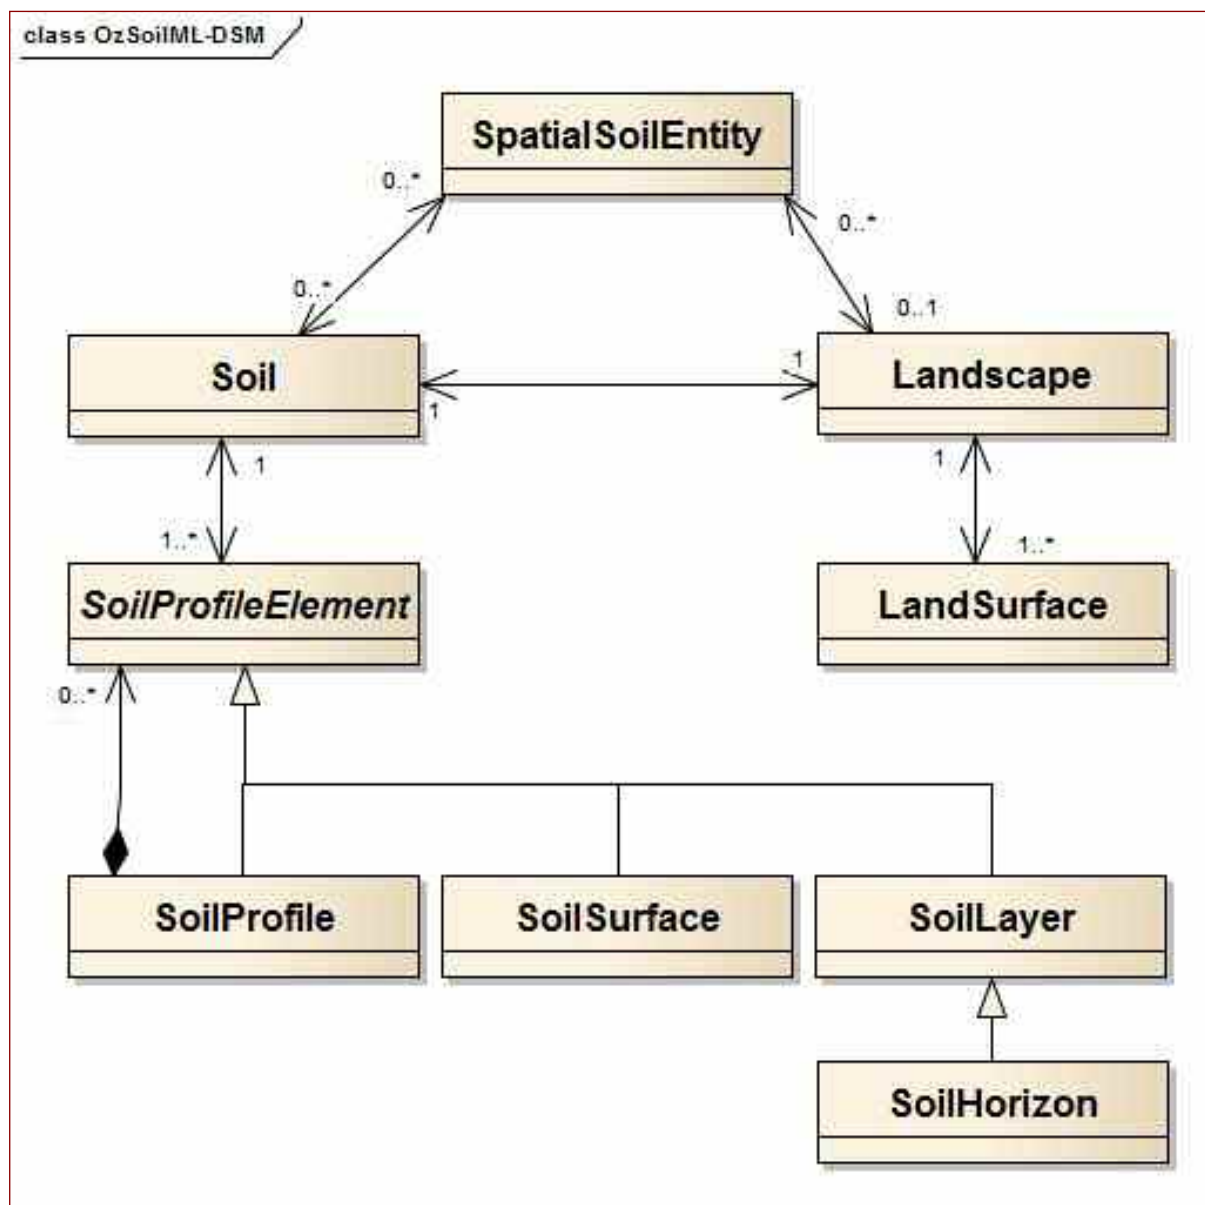 class OzSoilML-DSM
SpatialSoilEntity
0..*
0..*
0..*
0..1
Soil
1
1
Landscape
1
1
1..*
1..*
SoilProfileElement
LandSurface
0..*
SoilProfile
SoilSurface
SoilLayer
SoilHorizon